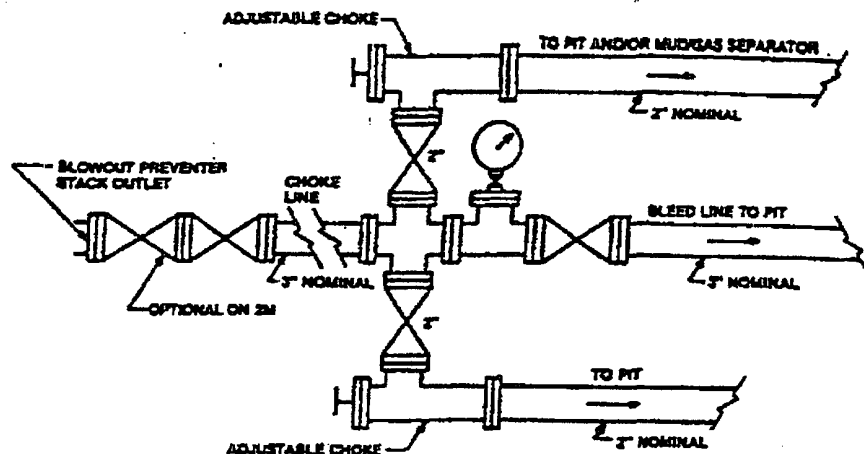 ADJUSTABLE CHOKE
TO PIT AND/OR MUD/GAS SEPARATOR
2" NOMINAL
2"
BLOWOUT PREVENTER
STACK OUTLET
CHOKE
LINE
BLEED LINE TO PIT
3" NOMINAL
3" NOMINAL
OPTIONAL ON 2M
2"
TO PIT
ADJUSTABLE CHOKE
2" NOMINAL